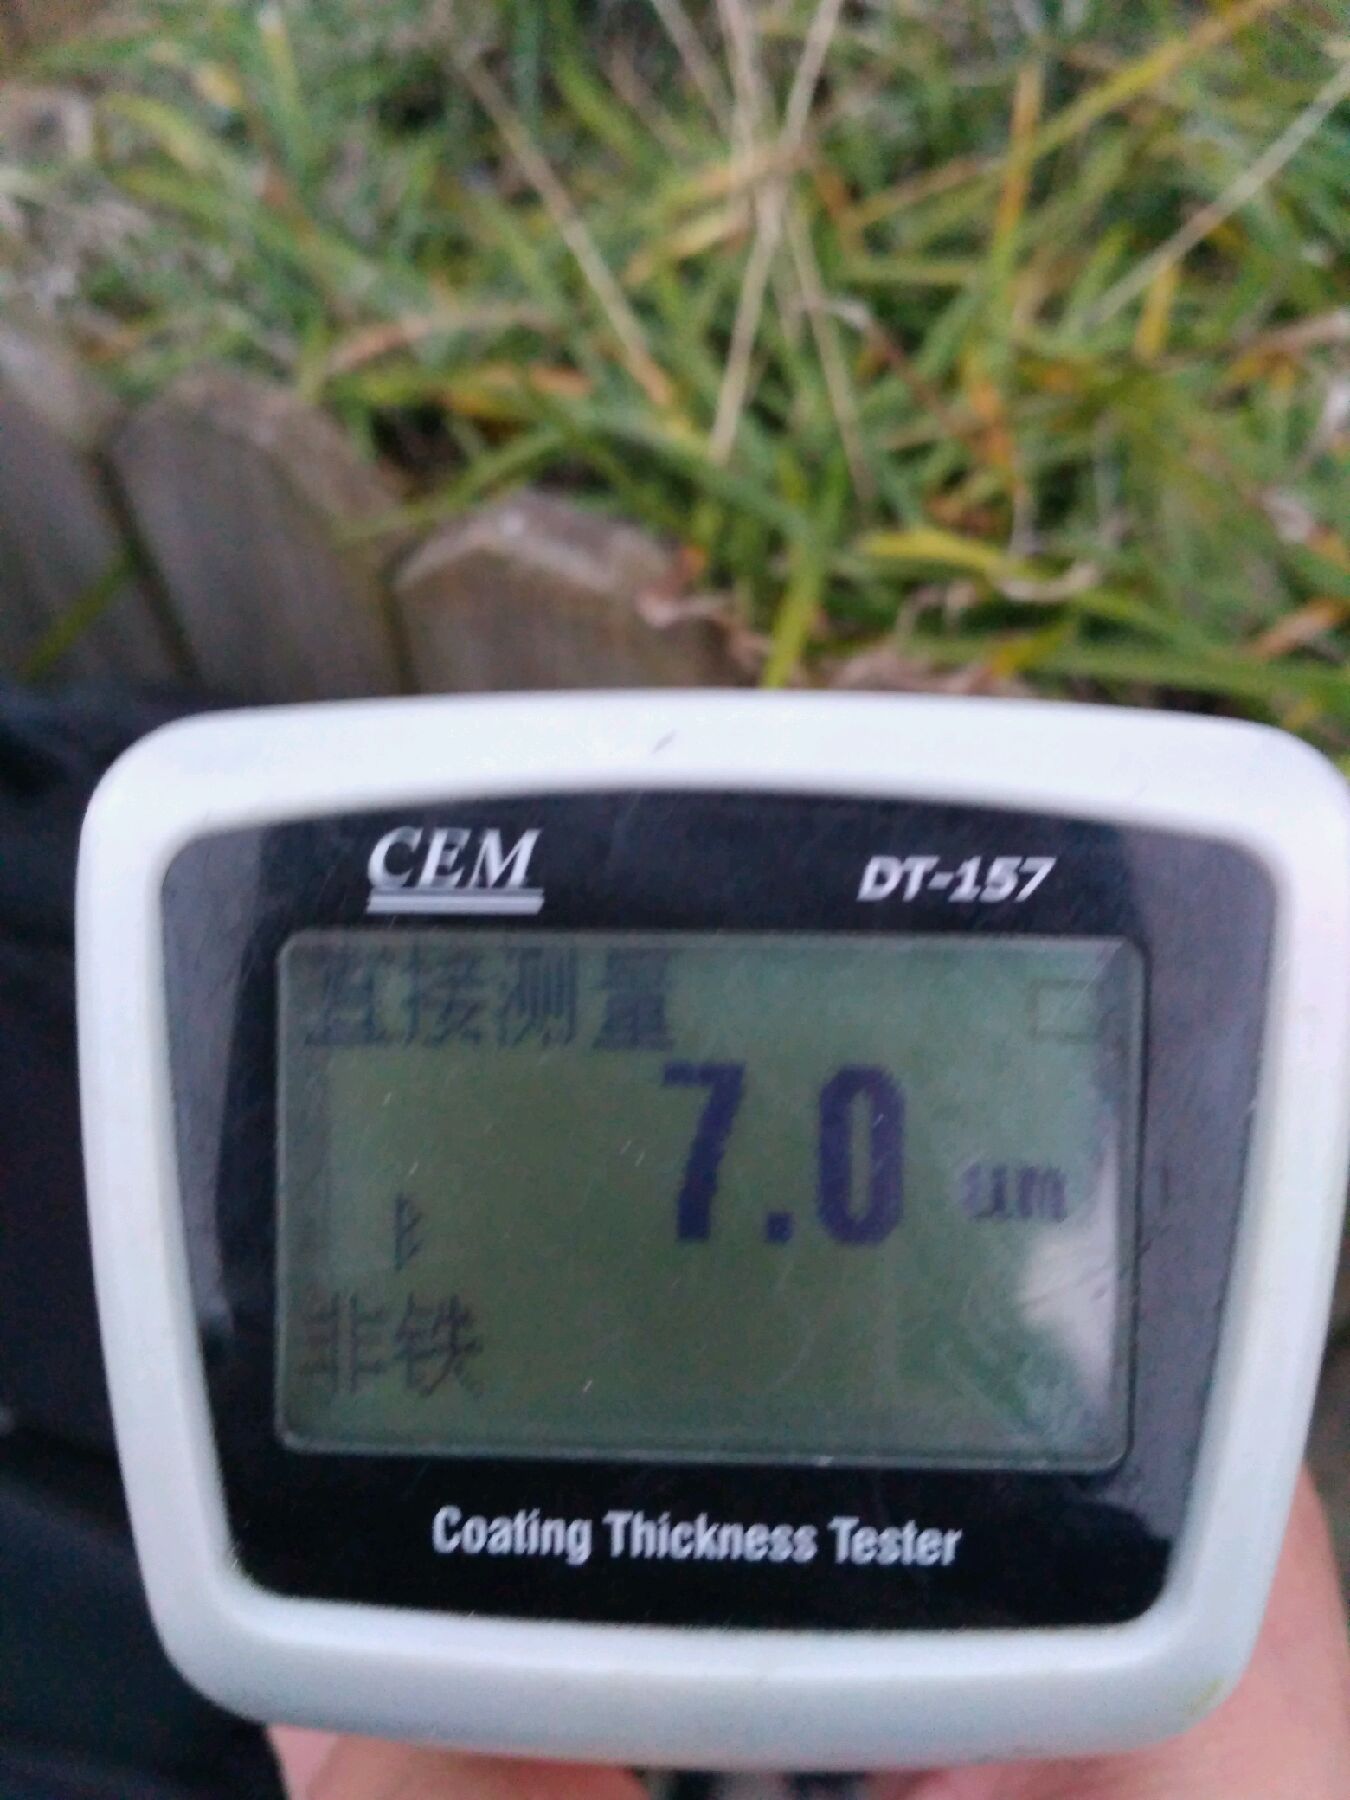 CEM
DT-157
直接测量
7.0 um
非铁
Coating Thickness Tester